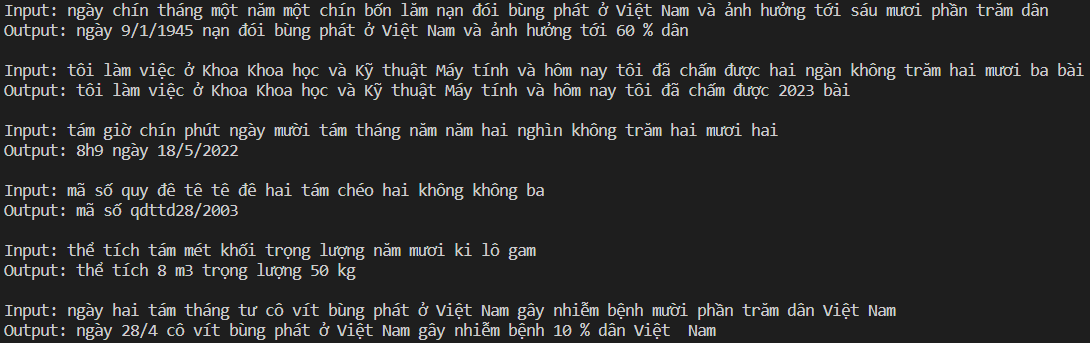 Input: ngày chín tháng một năm một chín bốn lăm nạn đói bùng phát ở Việt Nam và ảnh hưởng tới sáu mươi phần trăm dân
Output: ngày 9/1/1945 nạn đói bùng phát ở Việt Nam và ảnh hưởng tới 60 % dân
Input: tôi làm việc ở Khoa Khoa học và Kỹ thuật Máy tính và hôm nay tôi đã chấm được hai ngàn không trăm hai mươi ba bài
Output: tôi làm việc ở Khoa Khoa học và Kỹ thuật Máy tính và hôm nay tôi đã chấm được 2023 bài
Input: tám giờ chín phút ngày mười tám tháng năm năm hai nghìn không trăm hai mươi hai
Output: 8h9 ngày 18/5/2022
Input: mã số quy đê tê tê đê hai tám chéo hai không không ba
Output: mã số qdttd28/2003
Input: thể tích tám mét khối trọng lượng năm mươi ki lô gam
Output: thể tích 8 m3 trọng lượng 50 kg
Input: ngày hai tám tháng tư cô vít bùng phát ở Việt Nam gây nhiễm bệnh mười phần trăm dân Việt Nam
Output: ngày 28/4 cô vít bùng phát ở Việt Nam gây nhiễm bệnh 10 % dân Việt  Nam